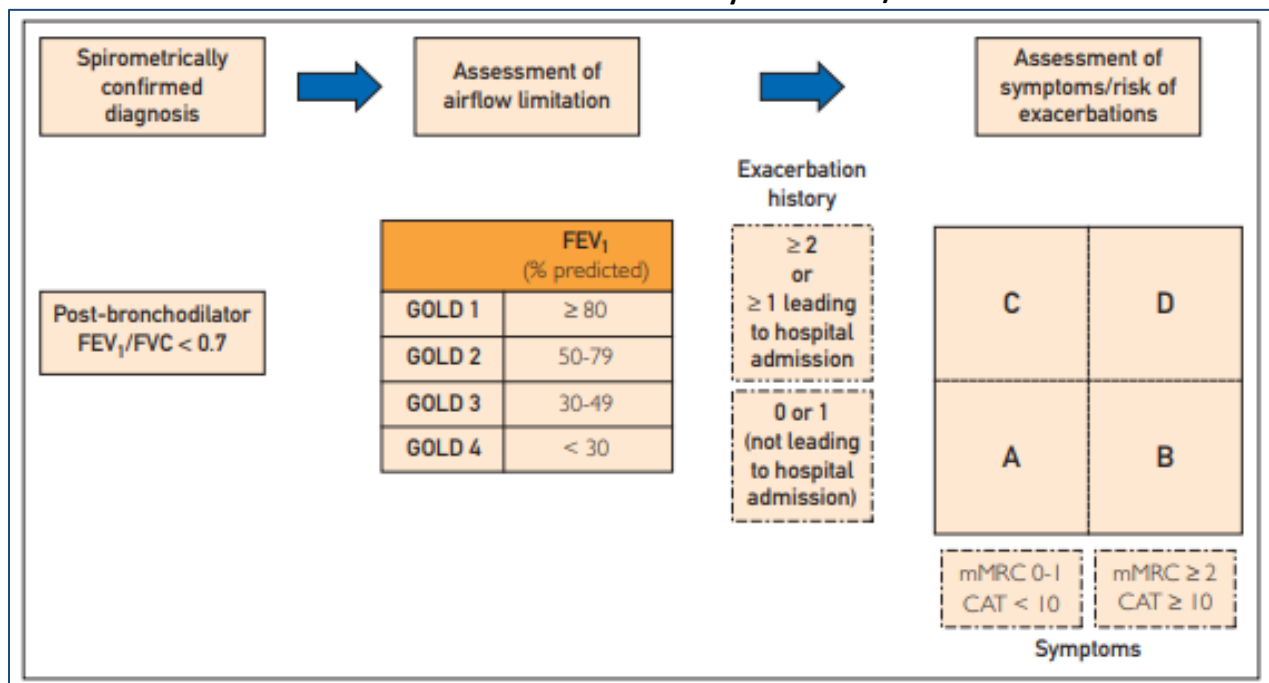 Spirometrically
confirmed
diagnosis
Assessment of
airflow limitation
Assessment of
symptoms/risk of
exacerbations
Post-bronchodilator
FEV₁/FVC < 0.7
FEV₁
(% predicted)
GOLD 1 ≥ 80
GOLD 2 50-79
GOLD 3 30-49
GOLD 4 < 30
Exacerbation
history
≥ 2
or
≥ 1 leading
to hospital
admission
0 or 1
(not leading
to hospital
admission)
C D
A B
mMRC 0-1
CAT < 10
mMRC ≥ 2
CAT ≥ 10
Symptoms